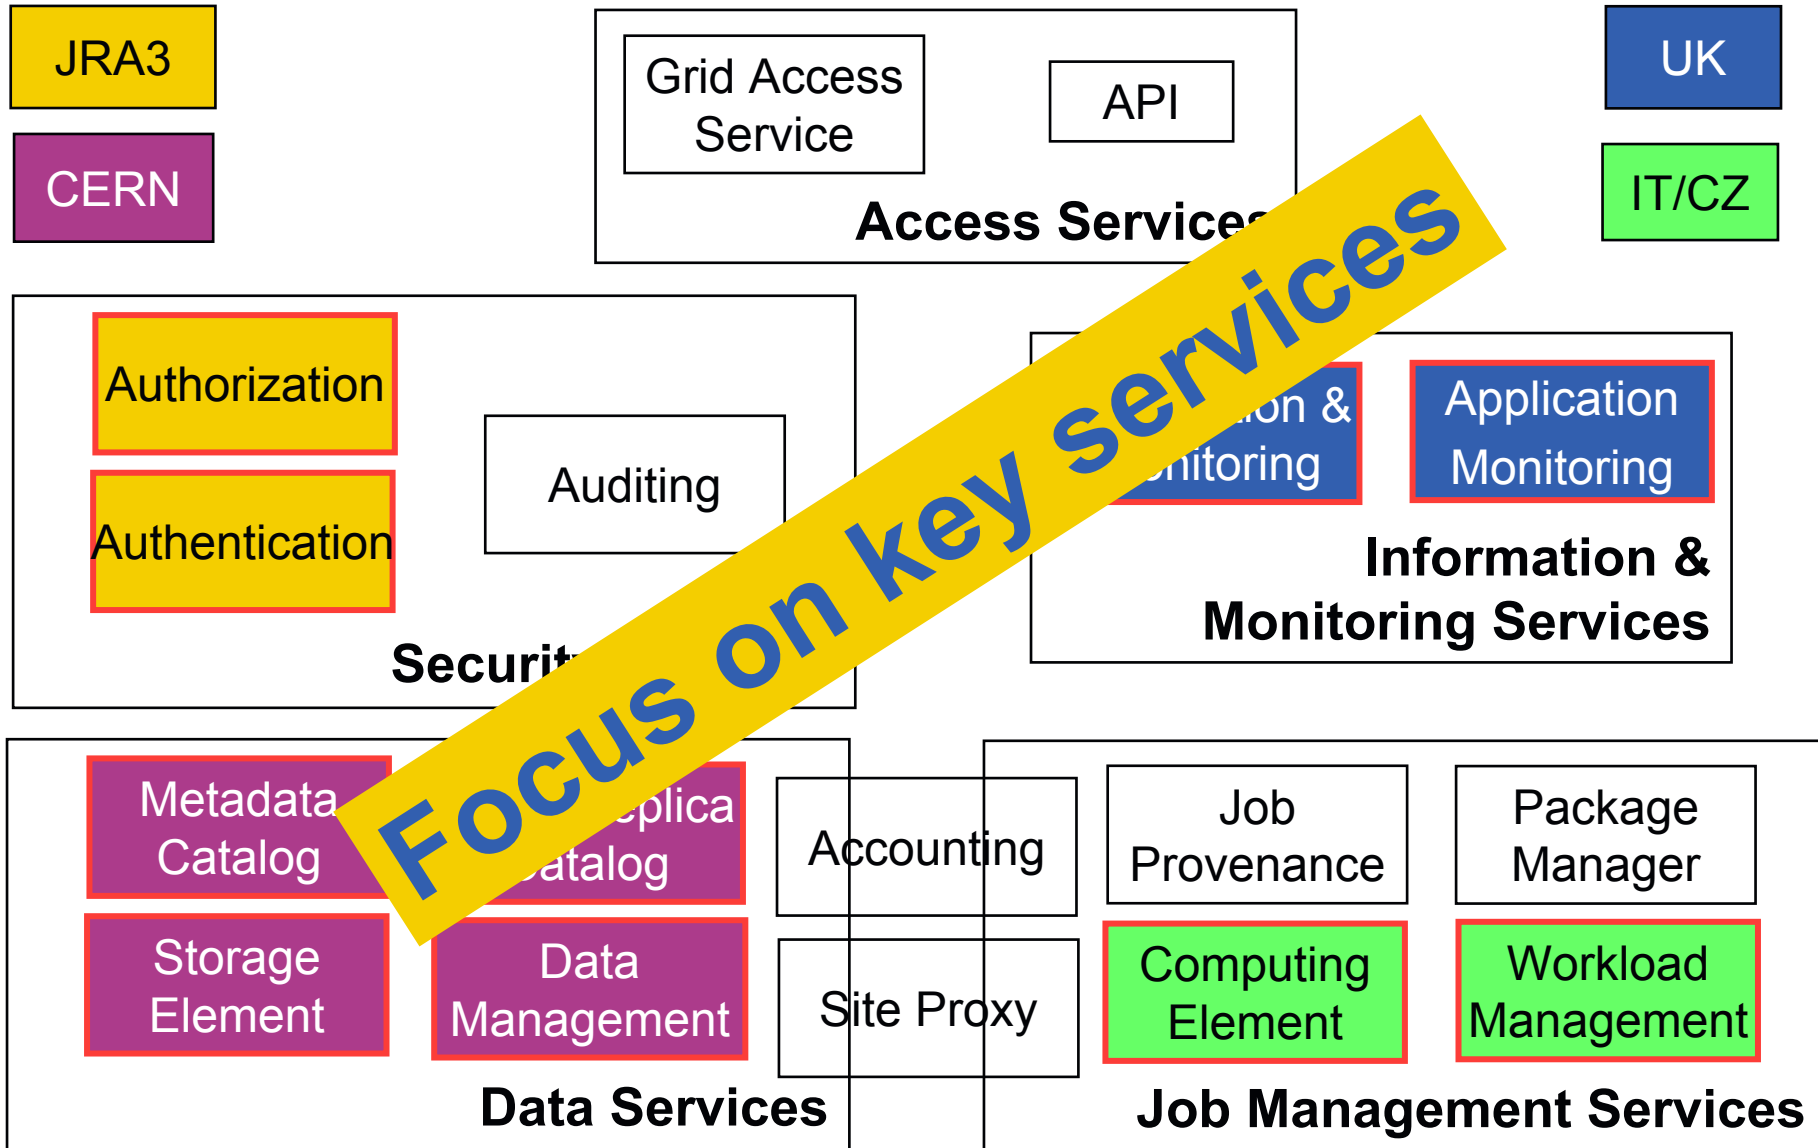 JRA3
CERN
Grid Access
Service
API
UK
IT/CZ
Access Services
Authorization
Authentication
Auditing
Focus on key services
&
Application
Monitoring
Information &
Monitoring Services
Metadata
Catalog
Storage
Element
Data
Management
Data Services
Accounting
Site Proxy
Job
Provenance
Package
Manager
Computing
Element
Workload
Management
Job Management Services